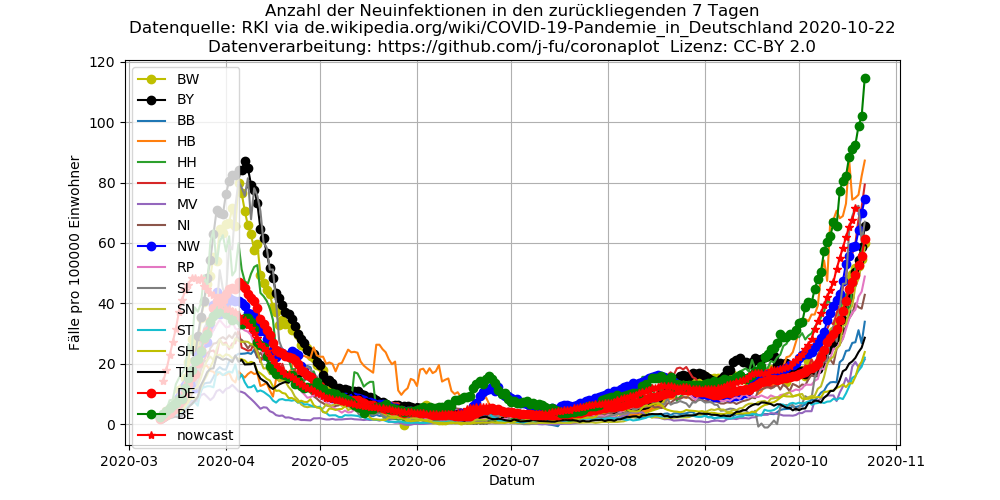 Anzahl der Neuinfektionen in den zurückliegenden 7 Tagen
Datenquelle: RKI via de.wikipedia.org/wiki/COVID-19-Pandemie_in_Deutschland 2020-10-22
Datenverarbeitung: https://github.com/j-fu/coronaplot Lizenz: CC-BY 2.0
Fälle pro 100000 Einwohner
120
100
80
60
40
20
0
BW
BY
BB
HB
HH
HE
MV
NI
NW
RP
SL
SN
ST
SH
TH
DE
BE
nowcast
2020-03 2020-04 2020-05 2020-06 2020-07 2020-08 2020-09 2020-10 2020-11
Datum